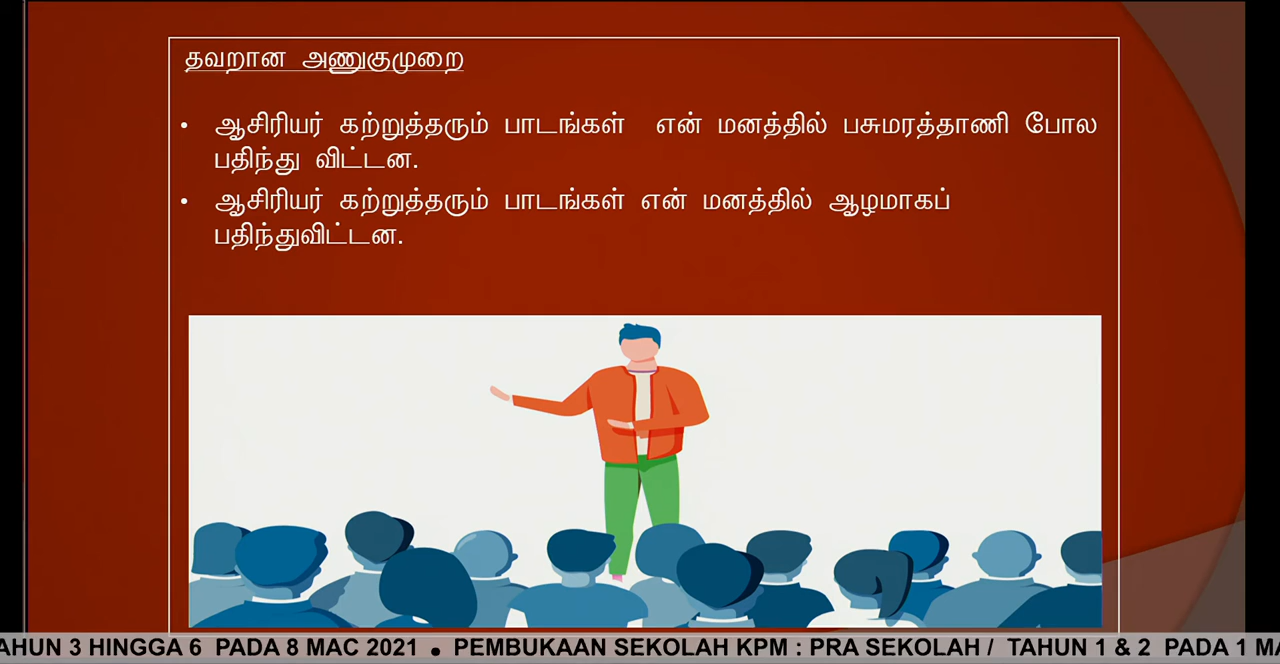 தவறான அணுகுமுறை
• ஆசிரியர் கற்றுத்தரும் பாடங்கள் என் மனத்தில் பசுமரத்தாணி போல
பதிந்து விட்டன.
• ஆசிரியர் கற்றுத்தரும் பாடங்கள் என் மனத்தில் ஆழமாகப்
பதிந்துவிட்டன.
AHUN 3 HINGGA 6 PADA 8 MAC 2021 ● PEMBUKAAN SEKOLAH KPM : PRA SEKOLAH / TAHUN 1 & 2 PADA 1 MA